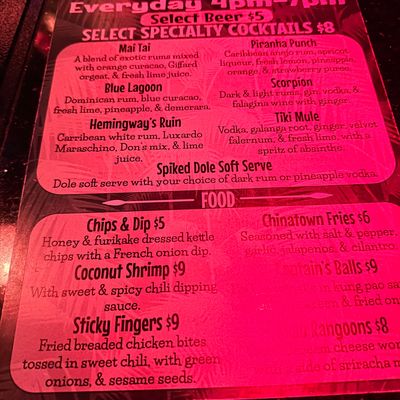 Everyday 4pm-7pm
Select Beer $5
SELECT SPECIALTY COCKTAILS $8
Mai Tai
A blend of exotic rums mixed
with orange curacao, Giffard
orgeat, & fresh lime juice.
Blue Lagoon
Dominican rum, blue curacao,
fresh lime, pineapple, & demerara.
Hemingway's Ruin
Carribean white rum, Luxardo
Maraschino, Don's mix, & lime
juice.
Piranha Punch
Caribbean anejo rum, apricot
liqueur, fresh lemon, pineapple,
orange, & strawberry puree.
Scorpion
Dark & light rums, gin, vodka, &
falagina wine with ginger
Tiki Mule
Vodka, galanga root, ginger, velvet
falernum, & fresh lime, with a
spritz of absinthe.
Spiked Dole Soft Serve
Dole soft serve with your choice of dark rum or pineapple vodka.
FOOD
Chips & Dip $5
Honey & furikake dressed kettle
chips with a French onion dip.
Coconut Shrimp $9
With sweet & spicy chili dipping
sauce.
Sticky Fingers $9
Fried breaded chicken bites
tossed in sweet chili, with green
onions, & sesame seeds.
Chinatown Fries $6
Seasoned with salt & pepper,
garlic, jalapenos, & cilantro
Balls $9
in kung pao sa
& fried on
Rangoons $8
cheese won
side of sriracha m